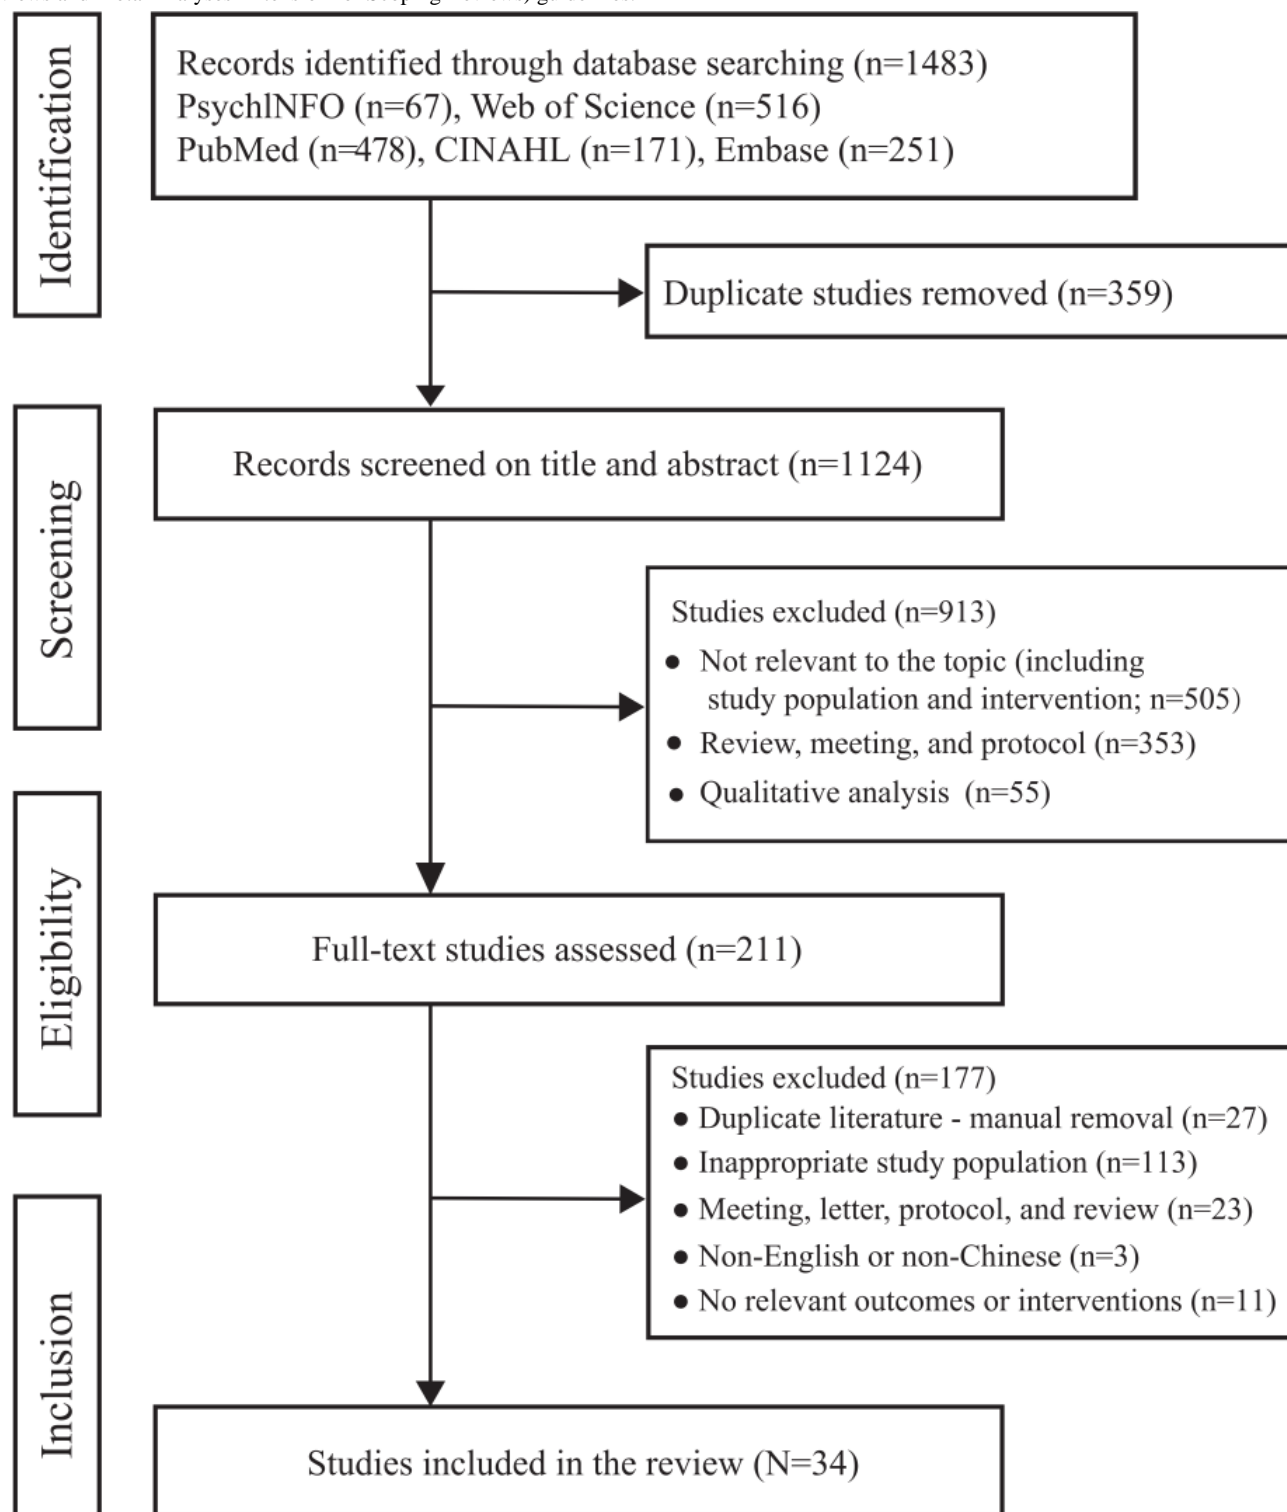 Identification
Records identified through database searching (n=1483)
PsychlNFO (n=67), Web of Science (n=516)
PubMed (n=478), CINAHL (n=171), Embase (n=251)
Duplicate studies removed (n=359)
Screening
Records screened on title and abstract (n=1124)
Studies excluded (n=913)
● Not relevant to the topic (including
study population and intervention; n=505)
● Review, meeting, and protocol (n=353)
● Qualitative analysis (n=55)
Eligibility
Full-text studies assessed (n=211)
Studies excluded (n=177)
● Duplicate literature - manual removal (n=27)
● Inappropriate study population (n=113)
● Meeting, letter, protocol, and review (n=23)
● Non-English or non-Chinese (n=3)
● No relevant outcomes or interventions (n=11)
Inclusion
Studies included in the review (N=34)